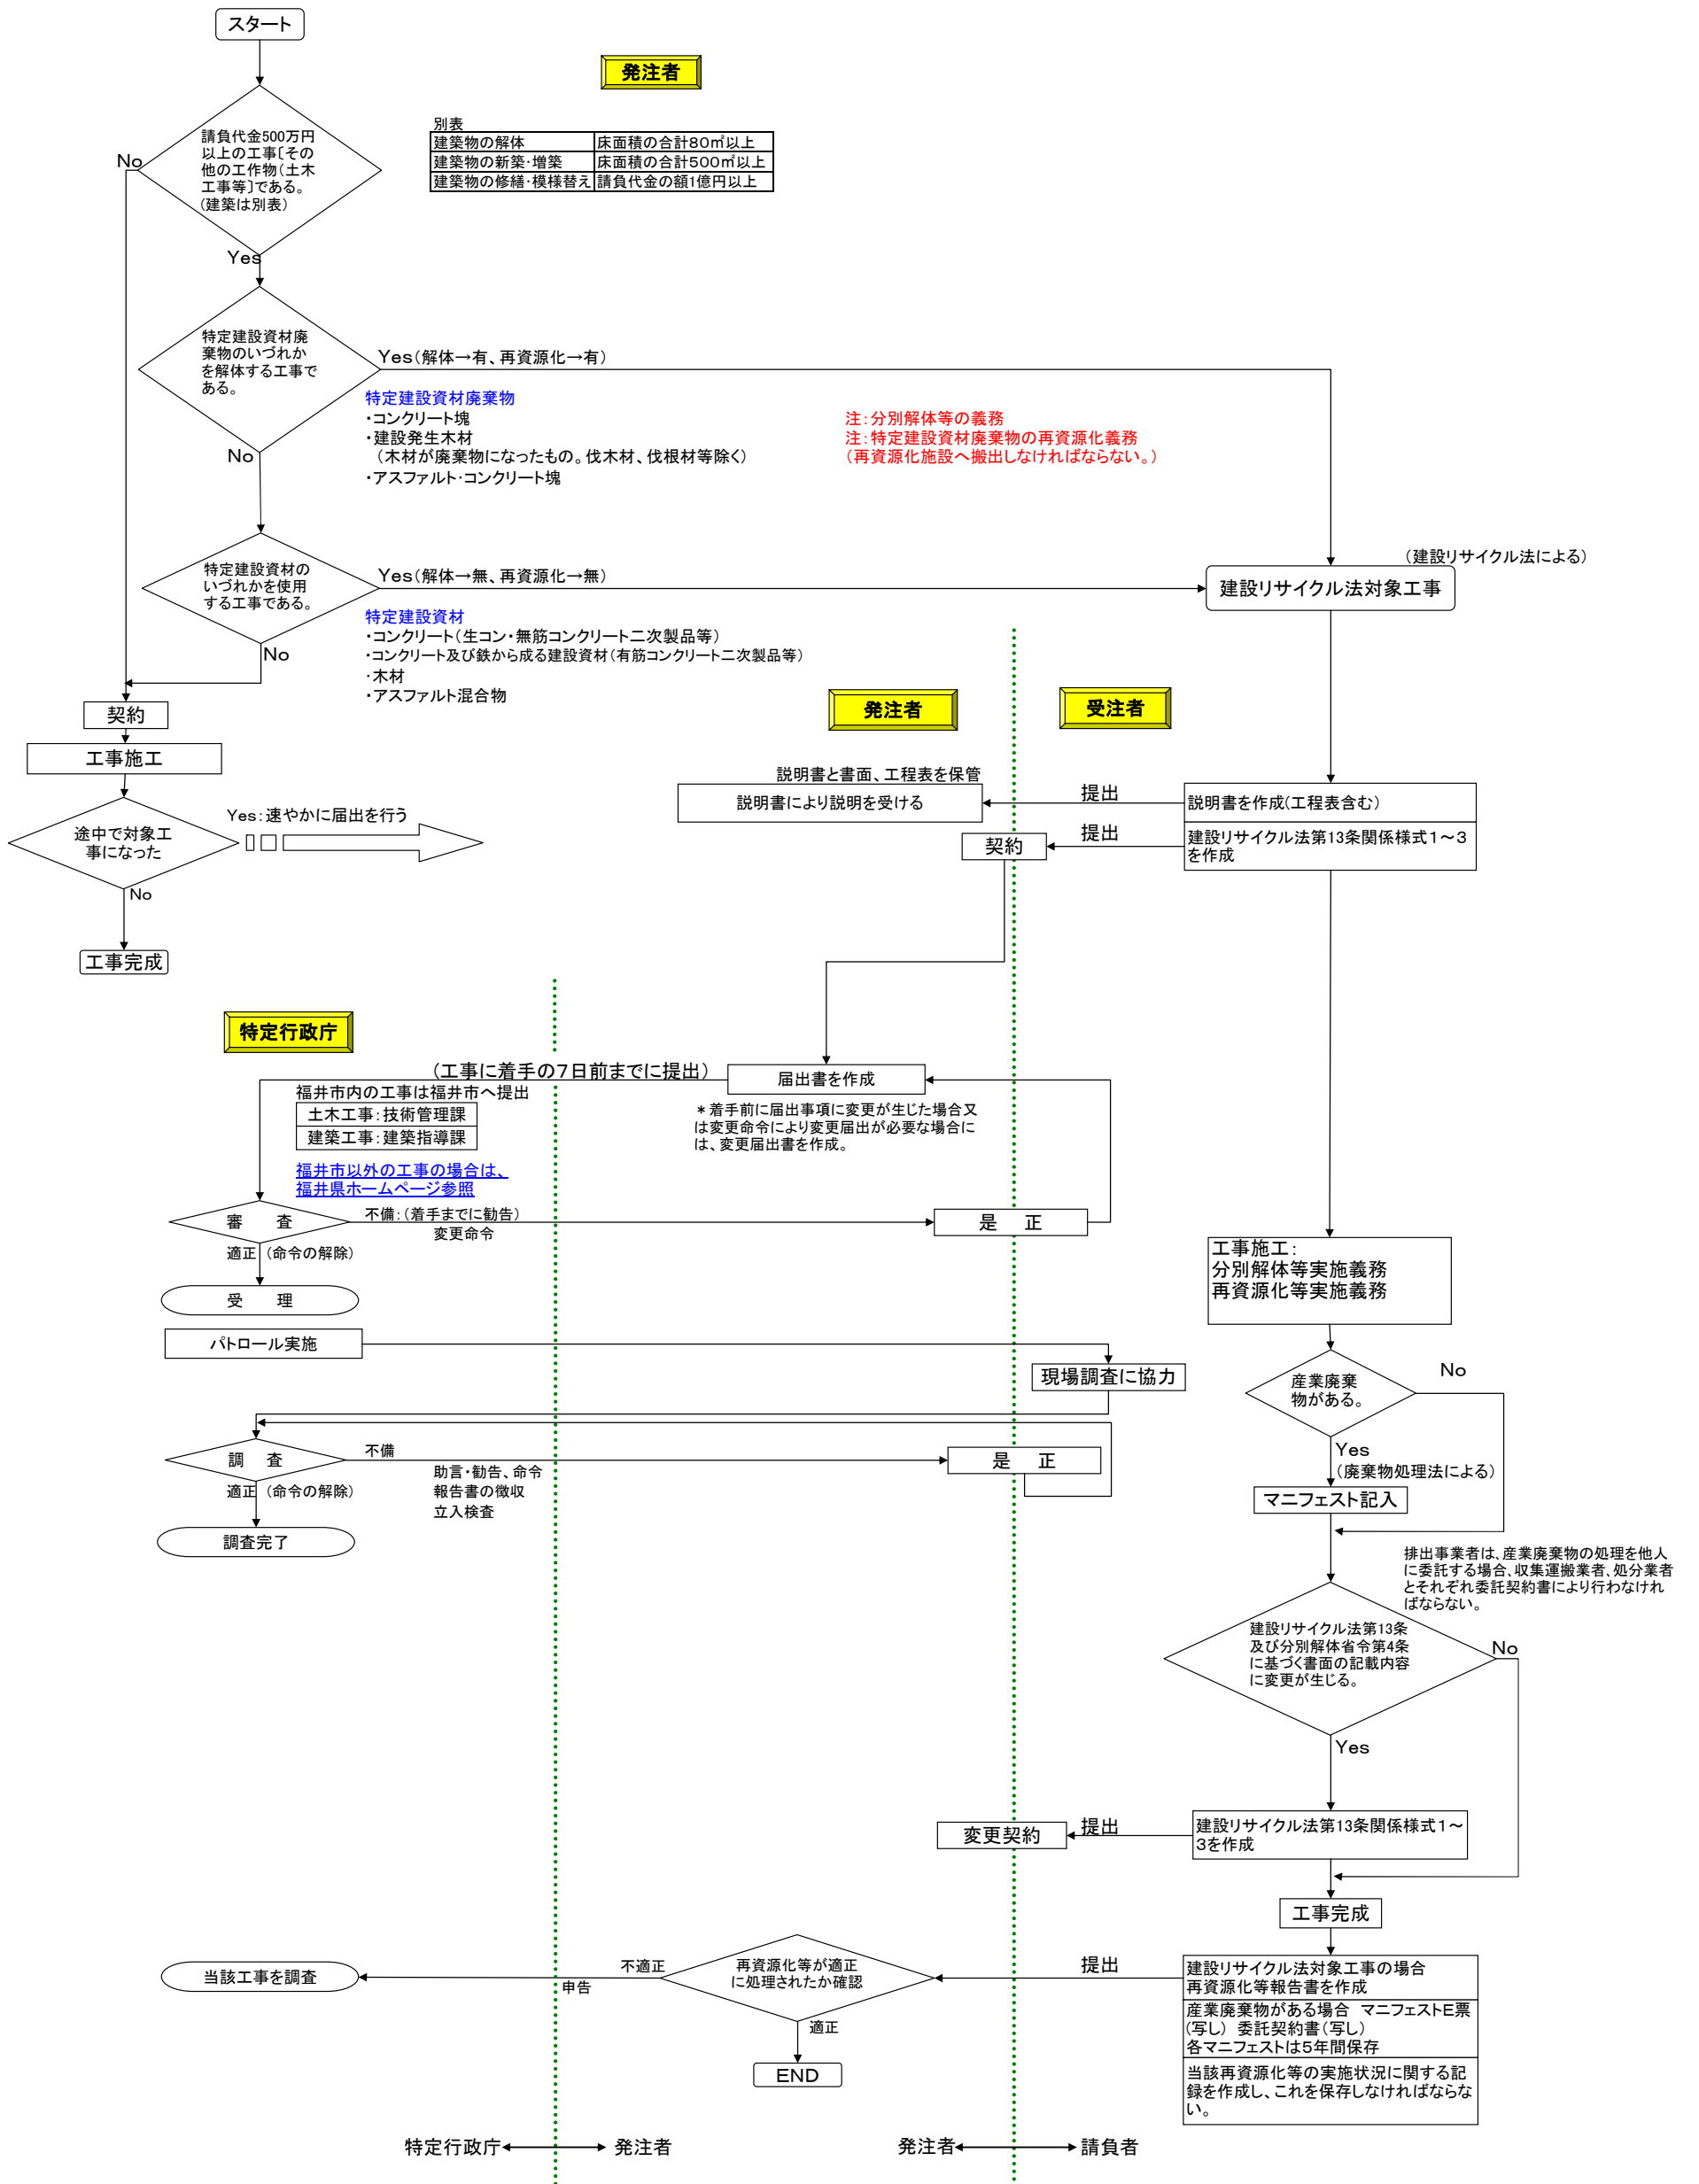 スタート
発注者
請負代金500万円
以上の工事〔その
他の工作物(土木
工事等〕である。
(建築は別表)
No
Yes
別表
建築物の解体 床面積の合計80㎡以上
建築物の新築・増築 床面積の合計500㎡以上
建築物の修繕・模様替え 請負代金の額1億円以上
特定建設資材廃
棄物のいづれか
を解体する工事で
ある。
Yes(解体→有、再資源化→有)
No
特定建設資材廃棄物
・コンクリート塊
・建設発生木材
(木材が廃棄物になったもの。伐木材、伐根材等除く)
・アスファルト・コンクリート塊
注:分別解体等の義務
注:特定建設資材廃棄物の再資源化義務
(再資源化施設へ搬出しなければならない。)
特定建設資材の
いづれかを使用
する工事である。
Yes(解体→無、再資源化→無)
No
(建設リサイクル法による)
建設リサイクル法対象工事
特定建設資材
・コンクリート(生コン・無筋コンクリート二次製品等)
・コンクリート及び鉄から成る建設資材(有筋コンクリート二次製品等)
・木材
・アスファルト混合物
契約
工事施工
途中で対象工
事になった
Yes:速やかに届出を行う
No
工事完成
発注者
受注者
説明書と書面、工程表を保管
説明書により説明を受ける
提出
説明書を作成(工程表含む)
契約
提出
建設リサイクル法第13条関係様式1~3
を作成
特定行政庁
(工事に着手の7日前までに提出)
届出書を作成
福井市内の工事は福井市へ提出
土木工事:技術管理課
建築工事:建築指導課
福井市以外の工事の場合は、
福井県ホームページ参照
*着手前に届出事項に変更が生じた場合又
は変更命令により変更届出が必要な場合に
は、変更届出書を作成。
審 査
不備:(着手までに勧告)
変更命令
是 正
適正 (命令の解除)
受 理
工事施工:
分別解体等実施義務
再資源化等実施義務
パトロール実施
現場調査に協力
産業廃棄
物がある。
No
Yes
(廃棄物処理法による)
マニフェスト記入
調 査
不備
助言・勧告、命令
報告書の徴収
立入検査
是 正
適正 (命令の解除)
調査完了
排出事業者は、産業廃棄物の処理を他人
に委託する場合、収集運搬業者、処分業者
とそれぞれ委託契約書により行わなけれ
ばならない。
建設リサイクル法第13条
及び分別解体省令第4条
に基づく書面の記載内容
に変更が生じる。
No
Yes
変更契約
提出
建設リサイクル法第13条関係様式1~
3を作成
工事完成
当該工事を調査
不適正
申告
再資源化等が適正
に処理されたか確認
適正
END
提出
建設リサイクル法対象工事の場合
再資源化等報告書を作成
産業廃棄物がある場合 マニフェストE票
(写し) 委託契約書(写し)
各マニフェストは5年間保存
当該再資源化等の実施状況に関する記
録を作成し、これを保存しなければならな
い。
特定行政庁 発注者
発注者 請負者